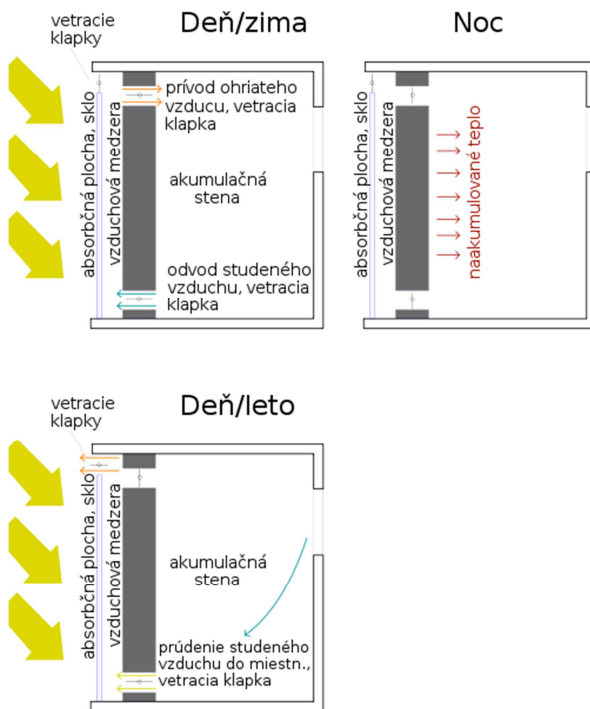 Deň/zima
vetracie
klapky
absorbčná plocha, sklo
vzduchová medzera
prívod ohriateho
vzducu, vetracia
klapka
akumulačná
stena
odvod studeného
vzduchu, vetracia
klapka
Noc
absorbčná plocha, sklo
vzduchová medzera
naakumulované teplo
Deň/leto
vetracie
klapky
absorbčná plocha, sklo
vzduchová medzera
akumulačná
stena
prúdenie studeného
vzduchu do miestn.,
vetracia klapka